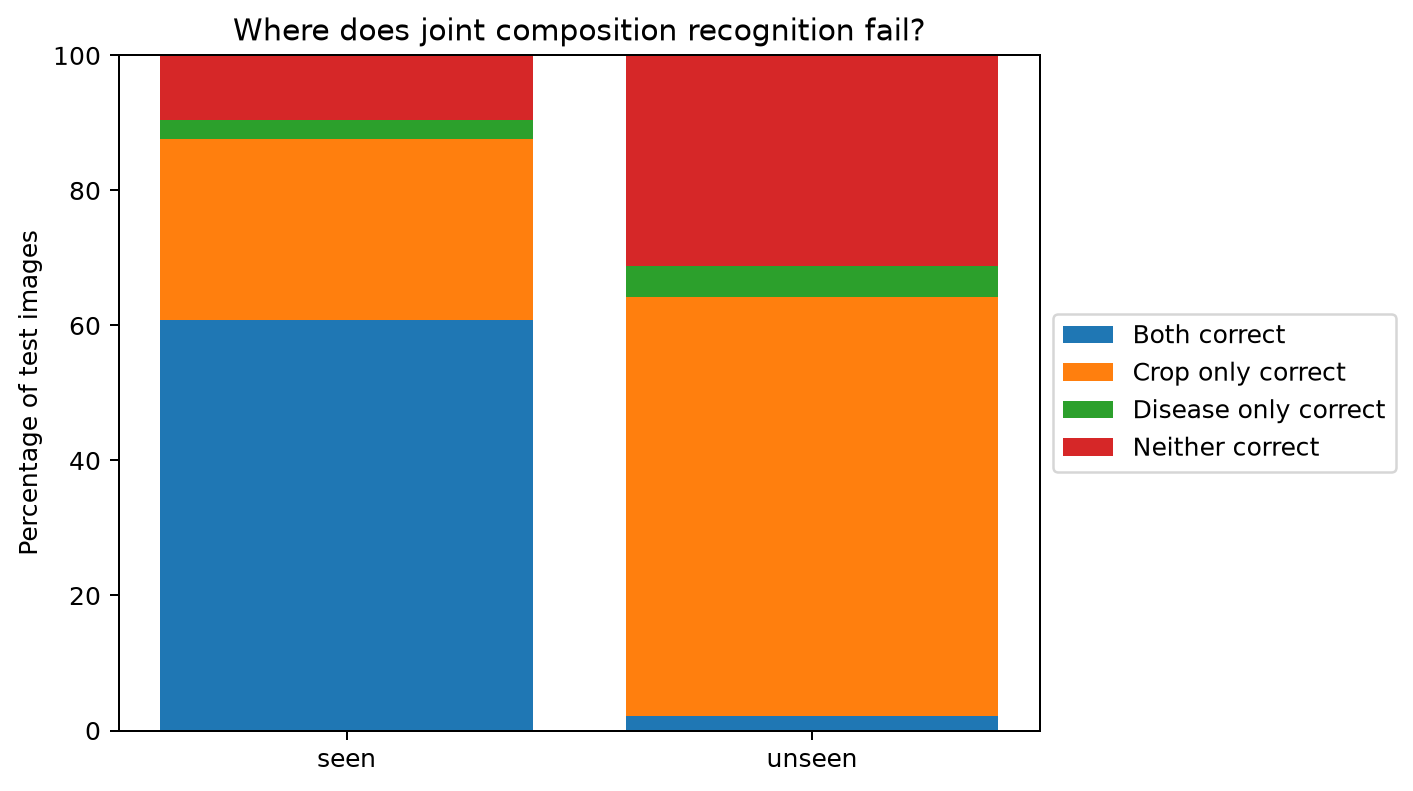 Where does joint composition recognition fail?
Percentage of test images
100
80
60
40
20
0
seen
unseen
Both correct
Crop only correct
Disease only correct
Neither correct